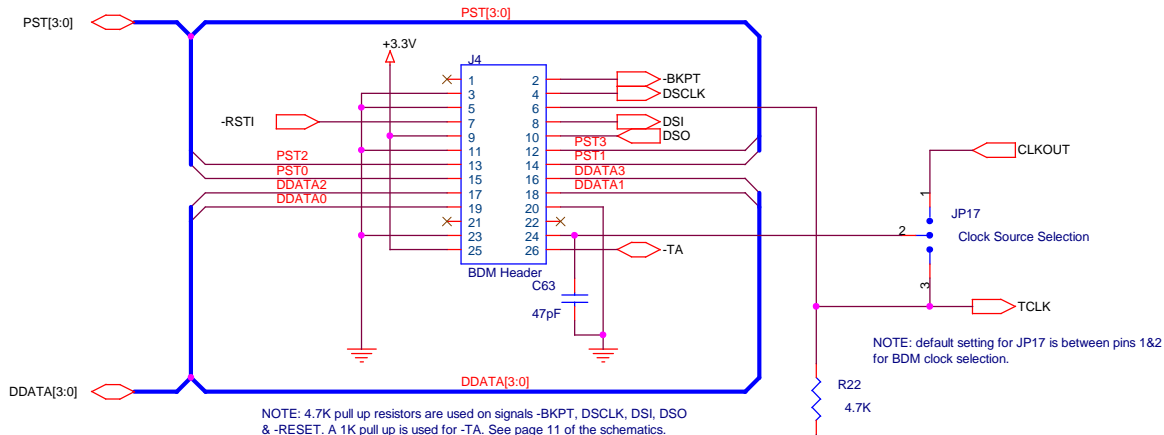 PST[3:0]
PST[3:0]
+3.3V
J4
1 2
-BKPT
3 4
DSCLK
5 6
-RSTI
7 8
DSI
9 10
DSO
11 12
PST3
CLKOUT
PST2
13 14
PST1
PST0
15 16
DDATA3
DDATA2
17 18
DDATA1
1
DDATA0
19 20
JP17
21 22
2
Clock Source Selection
23 24
25 26
-TA
BDM Header
C63
3
47pF
TCLK
NOTE: default setting for JP17 is between pins 1&2
for BDM clock selection.
DDATA[3:0]
DDATA[3:0]
R22
4.7K
NOTE: 4.7K pull up resistors are used on signals -BKPT, DSCLK, DSI, DSO
& -RESET. A 1K pull up is used for -TA. See page 11 of the schematics.